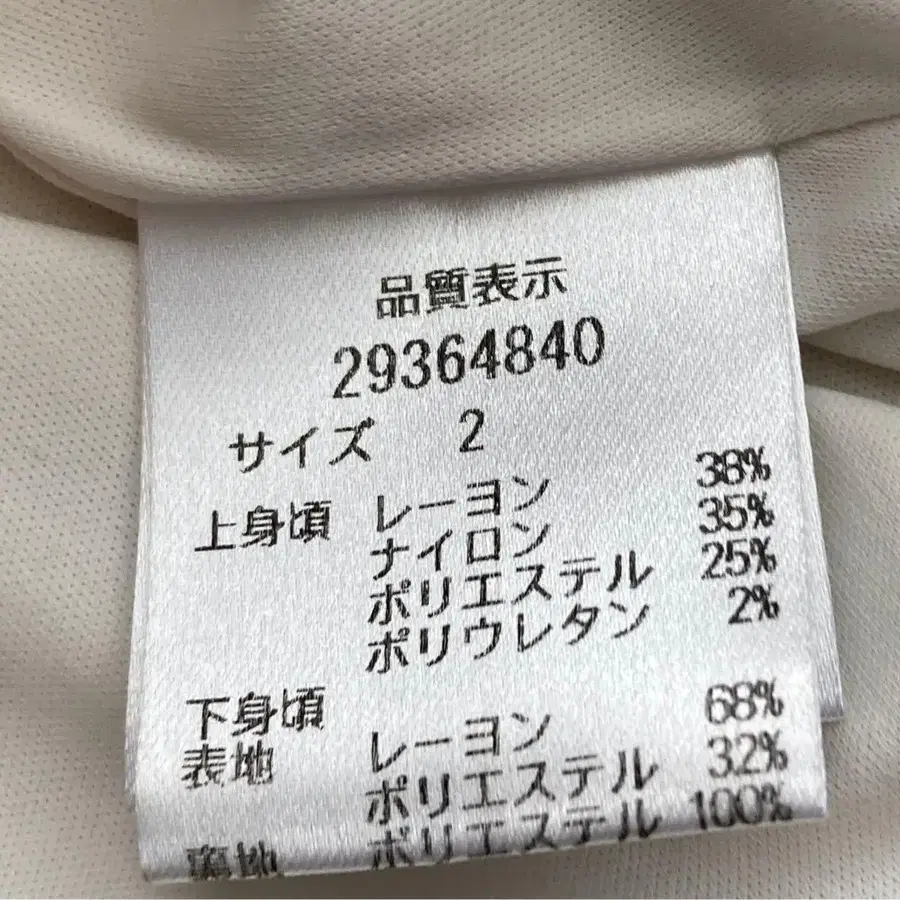 品質表示
29364840
サイズ 2
上身頃 レーヨン 38%
ナイロン 35%
ポリエステル 25%
ポリウレタン 2%
下身頃
表地 レーヨン 68%
ポリエステル 32%
裏地 ポリエステル 100%